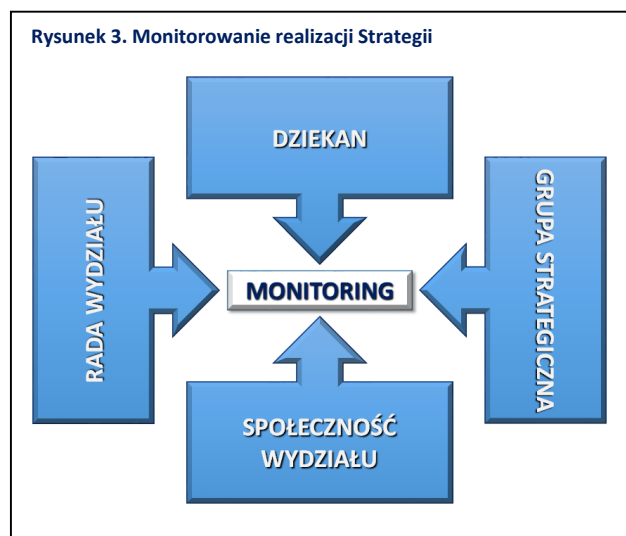 Rysunek 3. Monitorowanie realizacji Strategii
DZIEKAN
RADA WYDZIAŁU
MONITORING
GRUPA STRATEGICZNA
SPOŁECZNOŚĆ
WYDZIAŁU